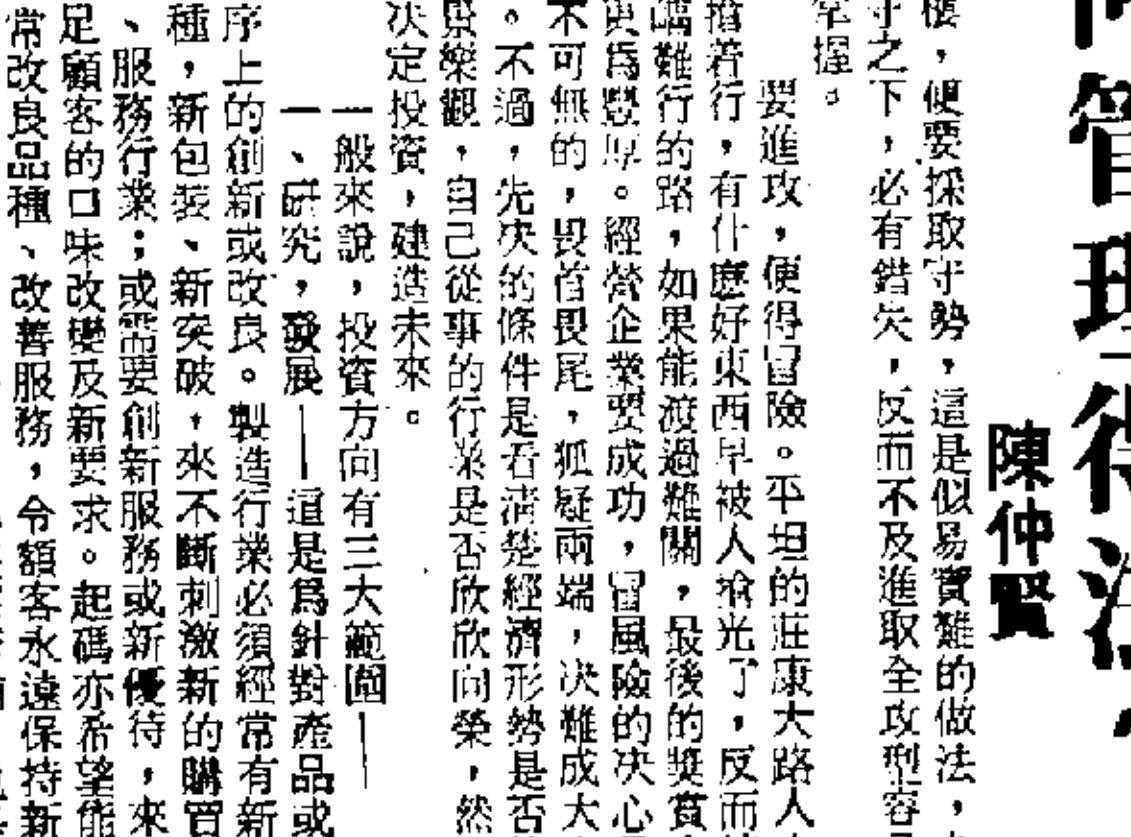 管理得法
陳仲賢
樓，便要採取守勢，這是似易實難的做法，
守之下，必有錯失，反而不及進取全攻型容
掌握。
要進攻，便得冒險。平坦的莊康大路人
搶着行，有什麽好東西早被人搶光了，反而
難行的路，如果能渡過難關，最後的獎賞
更爲豐厚。經營企業要成功，冒風險的决心
不可無的，畏首畏尾，狐疑兩端，决難成大
。不過，先决的條件是看清楚經濟形勢是否
景樂觀，自己從事的行業是否欣欣向榮，然
决定投資，建造未來。
一般來說，投資方向有三大範圍—
一、研究，發展—這是爲針對產品或
序上的創新或改良。製造行業必須經常有新
種，新包裝、新突破，來不斷刺激新的購買
、服務行業；或需要創新服務或新優待，來
足顧客的口味改變及新要求。起碼亦希望能
常改良品種、改善服務，令額客永遠保持新